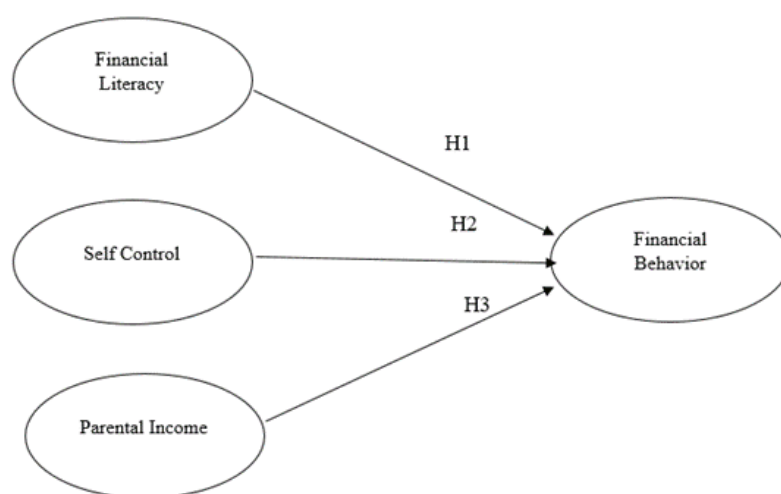 Financial
Literacy
H1
H2
Self Control
Financial
Behavior
H3
Parental Income